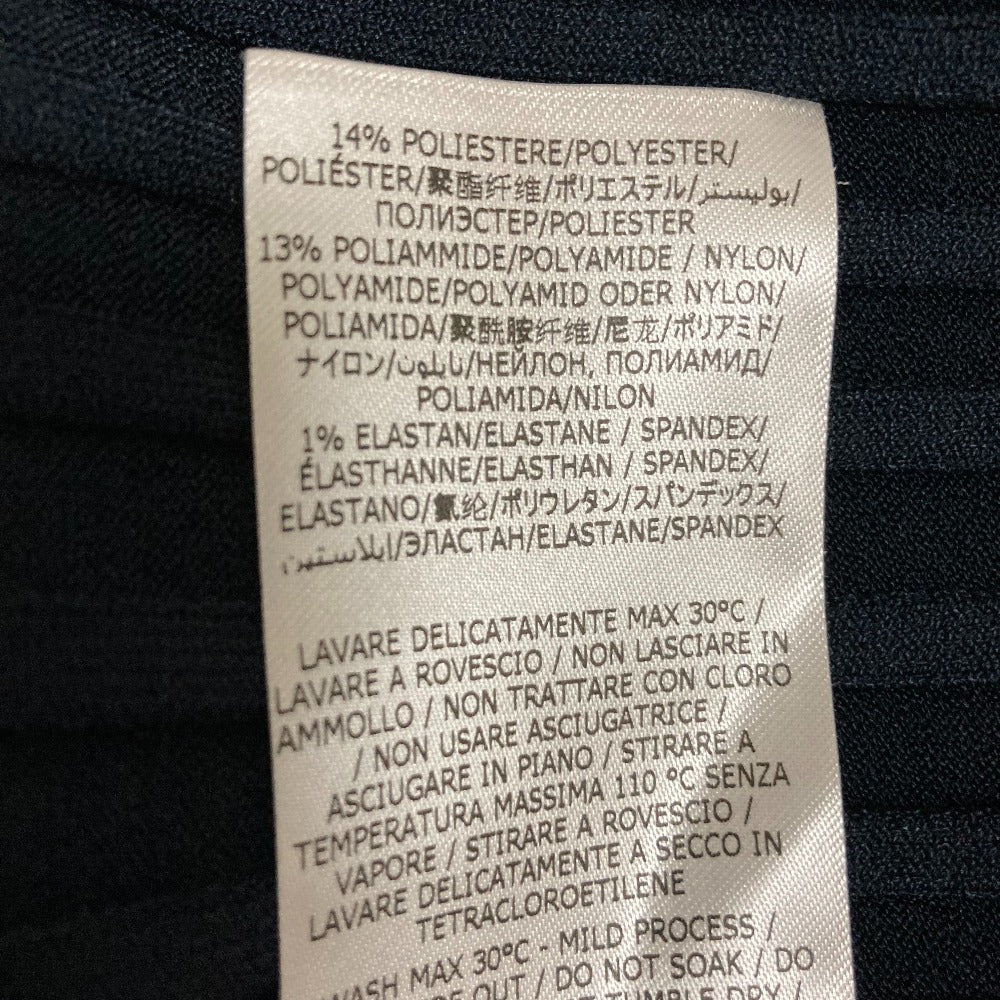 14% POLIESTERE/POLYESTER/
POLIÉSTER/聚酯纤维/ポリエステル/بوليستر/
ПОЛИЭСТЕР/POLIESTER
13% POLIAMMIDE/POLYAMIDE / NYLON/
POLYAMIDE/POLYAMID ODER NYLON/
POLIAMIDA/聚酰胺纤维/尼龙/ポリアミド/
ナイロン/نايلون/НЕЙЛОН, ПОЛИАМИД/
POLIAMIDA/NILON
1% ELASTAN/ELASTANE / SPANDEX/
ÉLASTHANNE/ELASTHAN / SPANDEX/
ELASTANO/氨纶/ポリウレタン/スパンデックス/
ايلاستين/ЭЛАСТАН/ELASTANE/SPANDEX
LAVARE DELICATAMENTE MAX 30°C /
LAVARE A ROVESCIO / NON LASCIARE IN
AMMOLLO / NON TRATTARE CON CLORO
/ NON USARE ASCIUGATRICE /
ASCIUGARE IN PIANO / STIRARE A
TEMPERATURA MASSIMA 110 °C SENZA
VAPORE / STIRARE A ROVESCIO /
LAVARE DELICATAMENTE A SECCO IN
TETRACLOROETILENE
WASH MAX 30°C - MILD PROCESS /
OUT / DO NOT SOAK / DO
TUMBLE DRY /